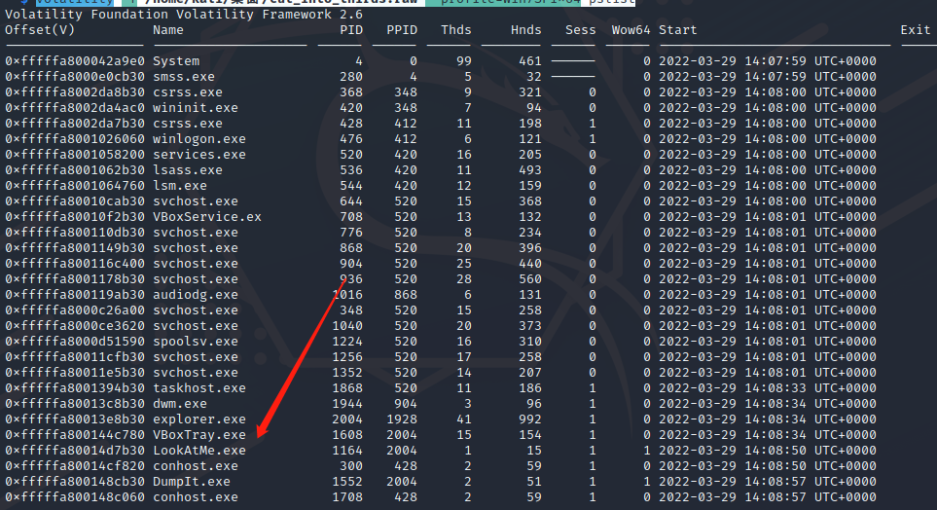 volatility -f /home/kali/桌面/cut_into_thirds.raw --profile=Win7SP1×64 pslist
Volatility Foundation Volatility Framework 2.6
Offset(V) Name PID PPID Thds Hnds Sess Wow64 Start Exit
0×fffffa800042a9e0 System 4 0 99 461 —————— 0 2022-03-29 14:07:59 UTC+0000
0×fffffa8000e0cb30 smss.exe 280 4 5 32 —————— 0 2022-03-29 14:07:59 UTC+0000
0×fffffa8002da8b30 csrss.exe 368 348 9 321 0 0 2022-03-29 14:08:00 UTC+0000
0×fffffa8002da4ac0 wininit.exe 420 348 7 94 0 0 2022-03-29 14:08:00 UTC+0000
0×fffffa8002da7b30 csrss.exe 428 412 11 198 1 0 2022-03-29 14:08:00 UTC+0000
0×fffffa8001026060 winlogon.exe 476 412 6 121 1 0 2022-03-29 14:08:00 UTC+0000
0×fffffa8001058200 services.exe 520 420 16 205 0 0 2022-03-29 14:08:00 UTC+0000
0×fffffa8001062b30 lsass.exe 536 420 11 493 0 0 2022-03-29 14:08:00 UTC+0000
0×fffffa8001064760 lsm.exe 544 420 12 159 0 0 2022-03-29 14:08:00 UTC+0000
0×fffffa80010cab30 svchost.exe 644 520 15 368 0 0 2022-03-29 14:08:00 UTC+0000
0×fffffa80010f2b30 VBoxService.ex 708 520 13 132 0 0 2022-03-29 14:08:01 UTC+0000
0×fffffa800110db30 svchost.exe 776 520 8 234 0 0 2022-03-29 14:08:01 UTC+0000
0×fffffa8001149b30 svchost.exe 868 520 20 396 0 0 2022-03-29 14:08:01 UTC+0000
0×fffffa800116c400 svchost.exe 904 520 25 440 0 0 2022-03-29 14:08:01 UTC+0000
0×fffffa8001178b30 svchost.exe 936 520 28 560 0 0 2022-03-29 14:08:01 UTC+0000
0×fffffa800119ab30 audiodg.exe 1016 868 6 131 0 0 2022-03-29 14:08:01 UTC+0000
0×fffffa8000c26a00 svchost.exe 348 520 15 258 0 0 2022-03-29 14:08:01 UTC+0000
0×fffffa8000ce3620 svchost.exe 1040 520 20 373 0 0 2022-03-29 14:08:01 UTC+0000
0×fffffa8000d51590 spoolsv.exe 1224 520 16 310 0 0 2022-03-29 14:08:01 UTC+0000
0×fffffa80011cfb30 svchost.exe 1256 520 17 258 0 0 2022-03-29 14:08:01 UTC+0000
0×fffffa80011e5b30 svchost.exe 1352 520 14 207 0 0 2022-03-29 14:08:01 UTC+0000
0×fffffa8001394b30 taskhost.exe 1868 520 11 186 1 0 2022-03-29 14:08:33 UTC+0000
0×fffffa80013c8b30 dwm.exe 1944 904 3 96 1 0 2022-03-29 14:08:34 UTC+0000
0×fffffa80013e8b30 explorer.exe 2004 1928 41 992 1 0 2022-03-29 14:08:34 UTC+0000
0×fffffa800144c780 VBoxTray.exe 1608 2004 15 154 1 0 2022-03-29 14:08:34 UTC+0000
0×fffffa80014d7b30 LookAtMe.exe 1164 2004 1 15 1 1 2022-03-29 14:08:50 UTC+0000
0×fffffa80014cf820 conhost.exe 300 428 2 59 1 0 2022-03-29 14:08:50 UTC+0000
0×fffffa800148cb30 DumpIt.exe 1552 2004 2 51 1 1 2022-03-29 14:08:57 UTC+0000
0×fffffa800148c060 conhost.exe 1708 428 2 59 1 0 2022-03-29 14:08:57 UTC+0000